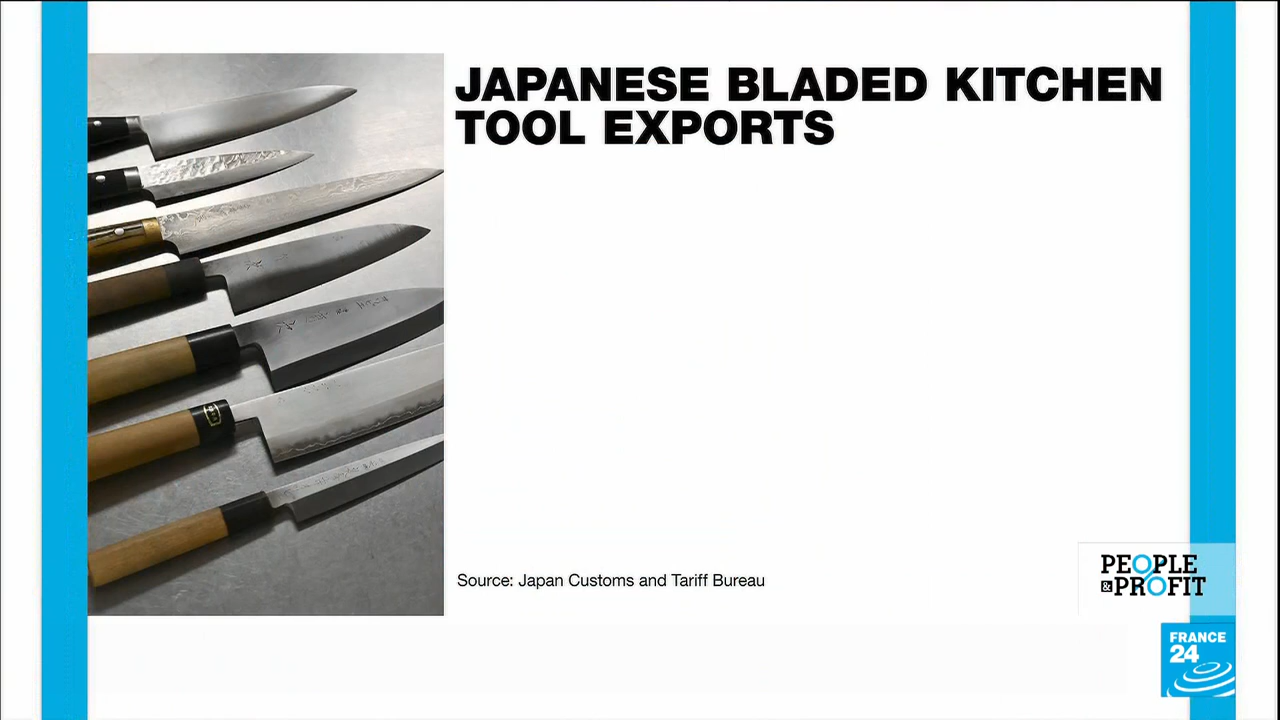 JAPANESE BLADED KITCHEN
TOOL EXPORTS
Source: Japan Customs and Tariff Bureau
PEOPLE
& PROFIT
FRANCE
24